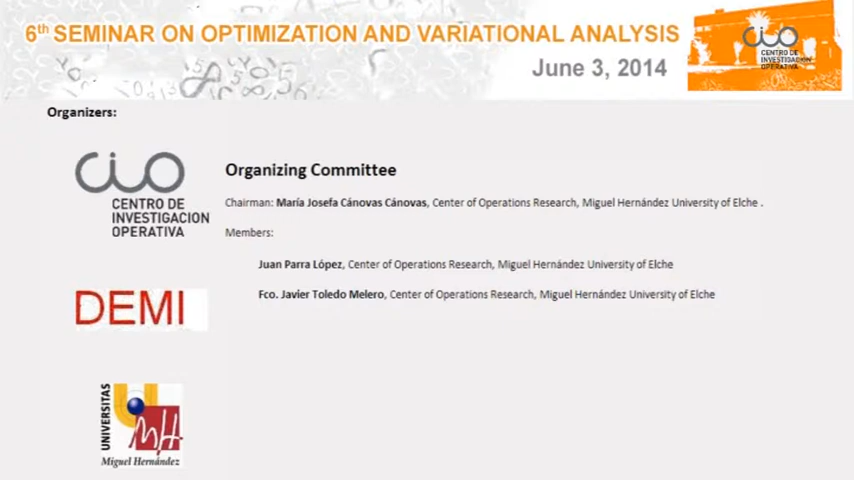 6th SEMINAR ON OPTIMIZATION AND VARIATIONAL ANALYSIS
June 3, 2014
CIO
CENTRO DE
INVESTIGACION
OPERATIVA
Organizers:
CIO
CENTRO DE
INVESTIGACION
OPERATIVA
Organizing Committee
Chairman: María Josefa Cánovas Cánovas, Center of Operations Research, Miguel Hernández University of Elche .
Members:
Juan Parra López, Center of Operations Research, Miguel Hernández University of Elche
Fco. Javier Toledo Melero, Center of Operations Research, Miguel Hernández University of Elche
DEMI
UNIVERSITAS
Miguel Hernández